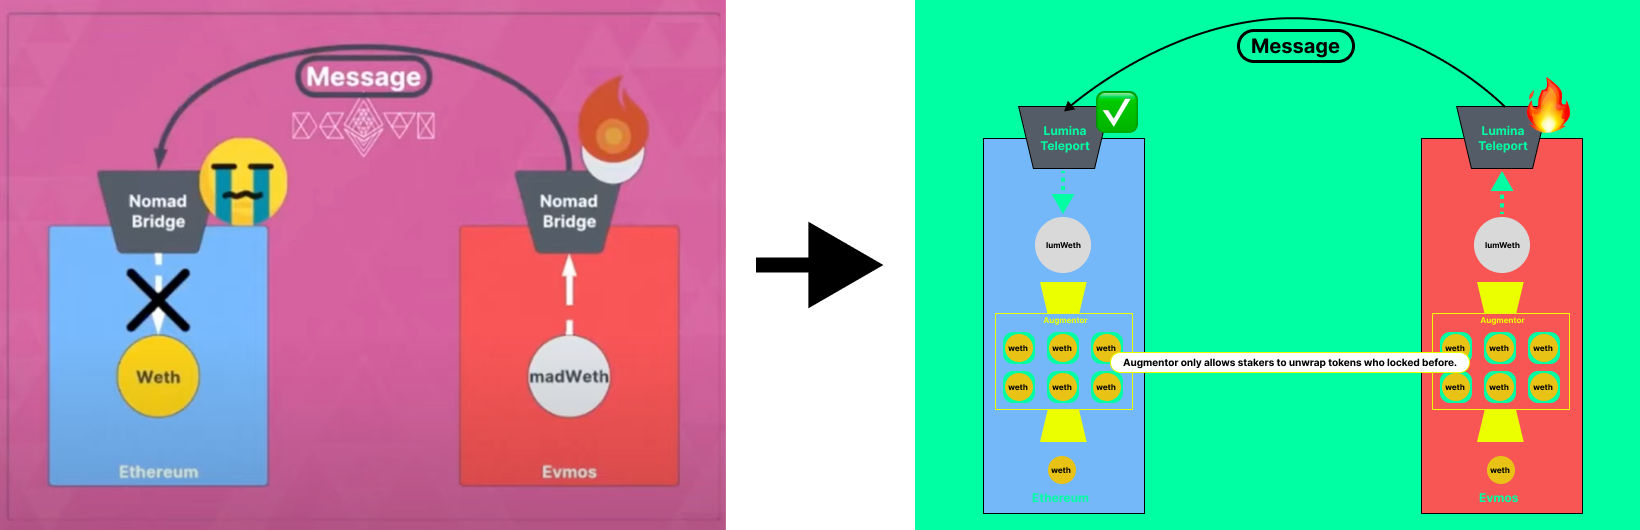 Message
DEVCON
Nomad
Bridge
Nomad
Bridge
Weth
madWeth
Ethereum
Evmos
Message
Lumina
Teleport
Lumina
Teleport
lumWeth
lumWeth
Augmentor
Augmentor
weth weth weth
weth weth weth
Augmentor only allows stakers to unwrap tokens who locked before.
weth weth weth
weth weth weth
weth
weth
Ethereum
Evmos